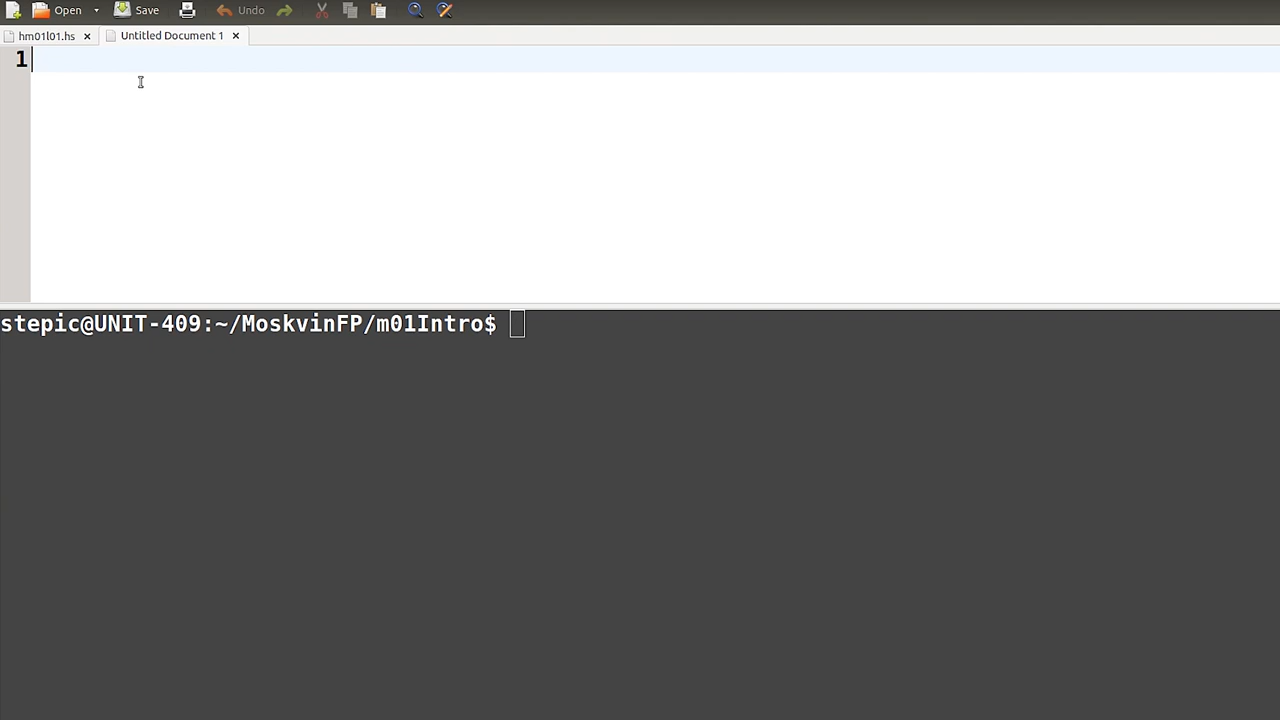 Open Save Undo
hm01l01.hs Untitled Document 1
1
stepic@UNIT-409:~/MoskvinFP/m01Intro$